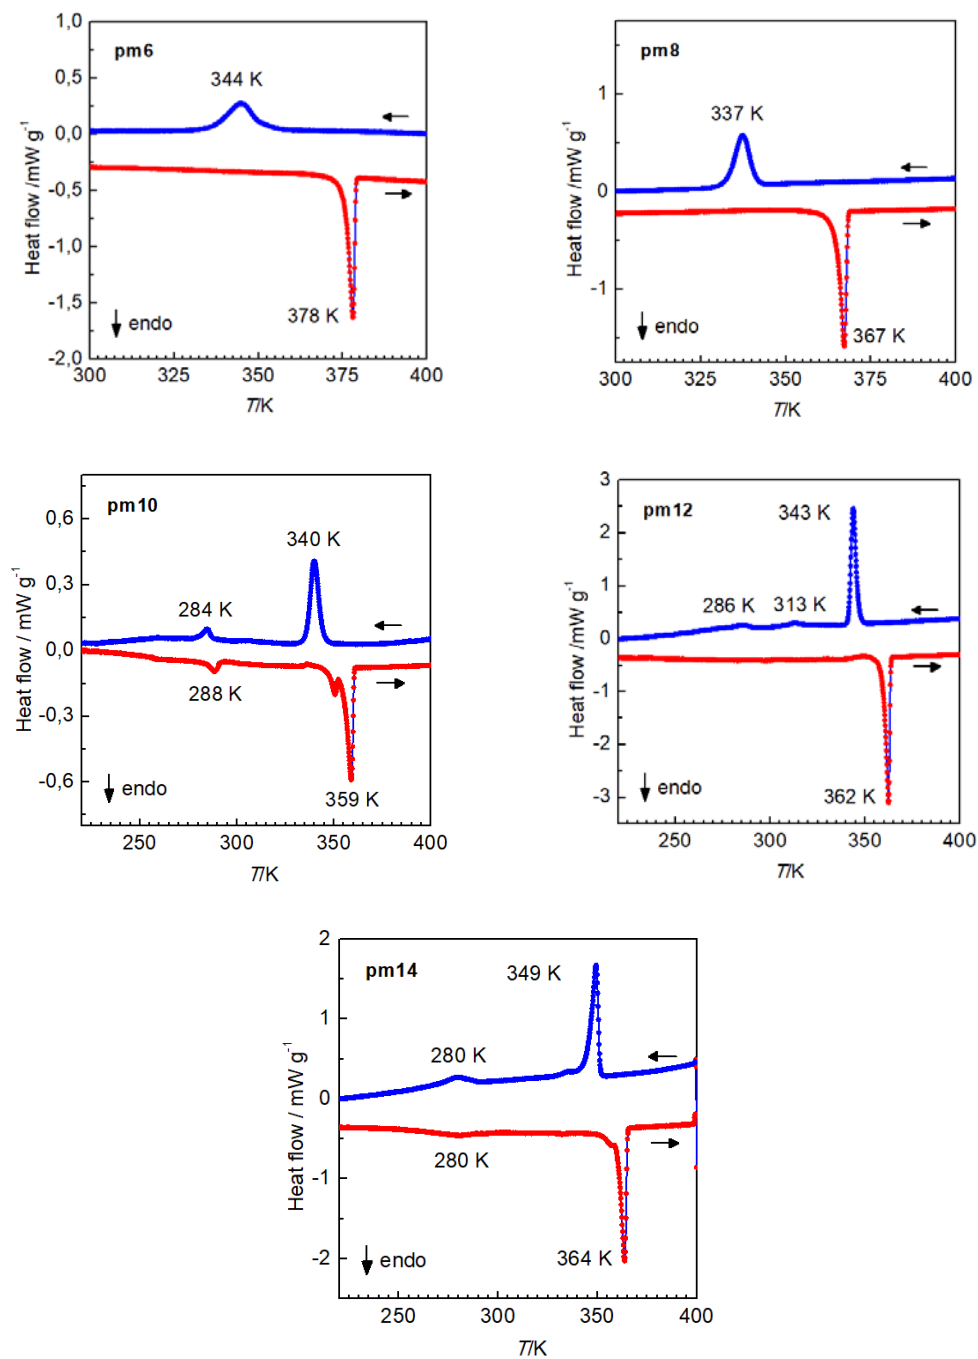 pm6
344 K
378 K
endo
1,0
0,5
0,0
-0,5
-1,0
-1,5
-2,0
300 325 350 375 400
Heat flow /mW g-1
T/K
pm8
337 K
367 K
endo
1
0
-1
300 325 350 375 400
Heat flow /mW g-1
T/K
pm10
340 K
284 K
288 K
359 K
endo
0,6
0,3
0,0
-0,3
-0,6
250 300 350 400
Heat flow / mW g-1
T/K
pm12
343 K
286 K 313 K
362 K
endo
3
2
1
0
-1
-2
-3
250 300 350 400
Heat flow /mW g-1
T/K
pm14
349 K
280 K
280 K
364 K
endo
2
1
0
-1
-2
250 300 350 400
Heat flow / mW g-1
T/K